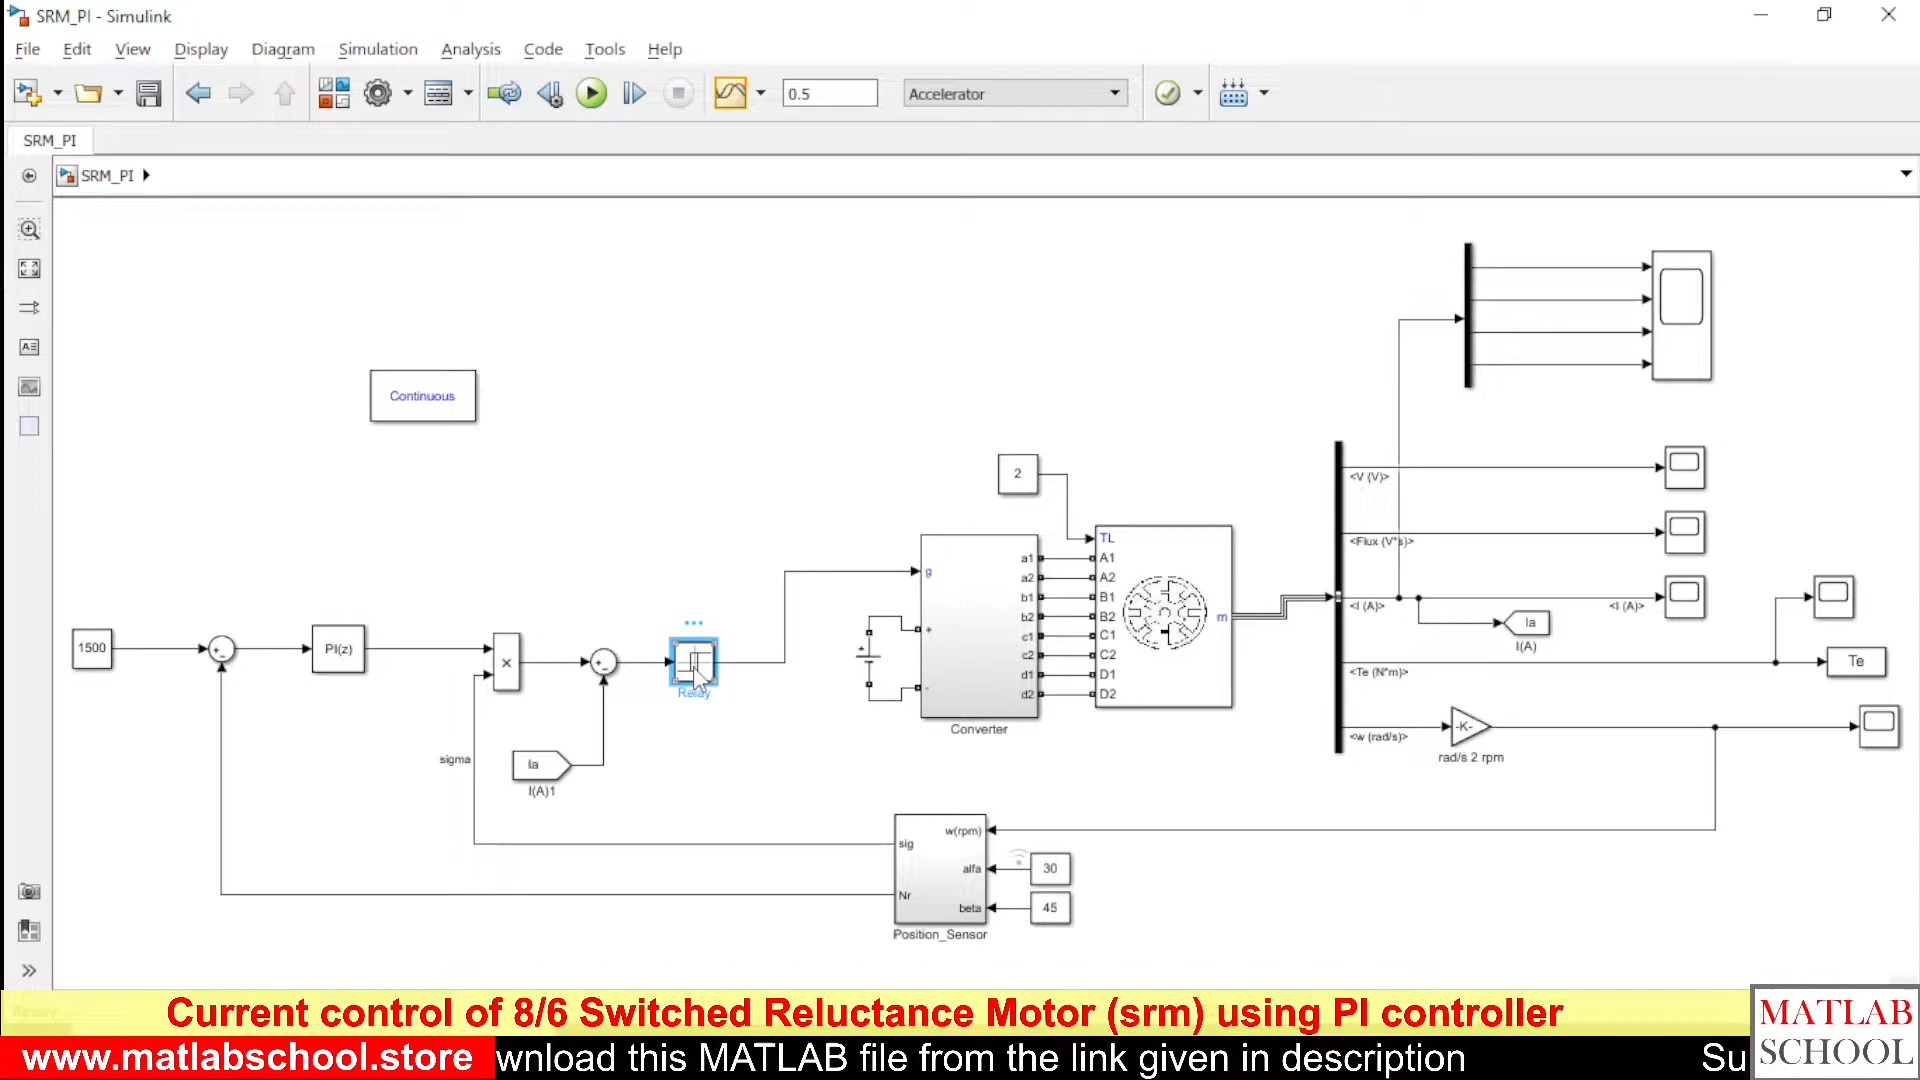 SRM_PI - Simulink
File Edit View Display Diagram Simulation Analysis Code Tools Help
0.5 Accelerator
SRM_PI
SRM_PI
Continuous
2
<V (V)>
TL
<Flux (V*s)>
a1 A1
g
a2 A2
b1 B1
<I (A)> <I (A)>
b2 B2
m
Ia
+
c1 C1
I(A)
1500
PI(z)
×
c2 C2
Te
<Te (N*m)>
d1 D1
-
d2 D2
Relay
Converter
-K-
<w (rad/s)>
rad/s 2 rpm
sigma
Ia
I(A)1
w(rpm)
sig
alfa 30
Nr
beta 45
Position_Sensor
Current control of 8/6 Switched Reluctance Motor (srm) using PI controller
MATLAB
SCHOOL
www.matlabschool.store wnload this MATLAB file from the link given in description Su